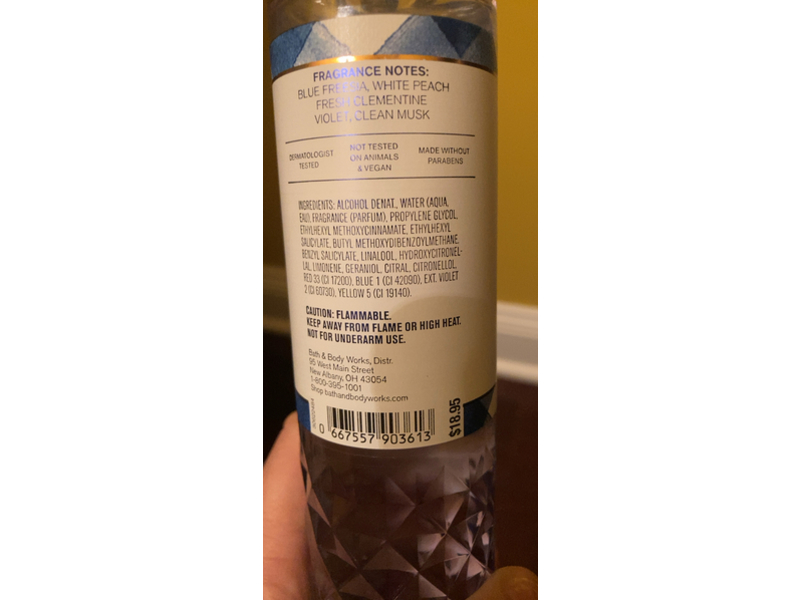 FRAGRANCE NOTES:
BLUE FREESIA, WHITE PEACH
FRESH CLEMENTINE
VIOLET, CLEAN MUSK
DERMATOLOGIST
TESTED
NOT TESTED
ON ANIMALS
& VEGAN
MADE WITHOUT
PARABENS
INGREDIENTS: ALCOHOL DENAT., WATER (AQUA,
EAU), FRAGRANCE (PARFUM), PROPYLENE GLYCOL,
ETHYLHEXYL METHOXYCINNAMATE, ETHYLHEXYL
SALICYLATE, BUTYL METHOXYDIBENZOYLMETHANE,
BENZYL SALICYLATE, LINALOOL, HYDROXYCITRONEL-
LAL, LIMONENE, GERANIOL, CITRAL, CITRONELLOL,
RED 33 (CI 17200), BLUE 1 (CI 42090), EXT. VIOLET
2 (CI 60730), YELLOW 5 (CI 19140).
CAUTION: FLAMMABLE.
KEEP AWAY FROM FLAME OR HIGH HEAT.
NOT FOR UNDERARM USE.
Bath & Body Works, Distr.
95 West Main Street
New Albany, OH 43054
1-800-395-1001
Shop bathandbodyworks.com
0 667557 903613
$18.95